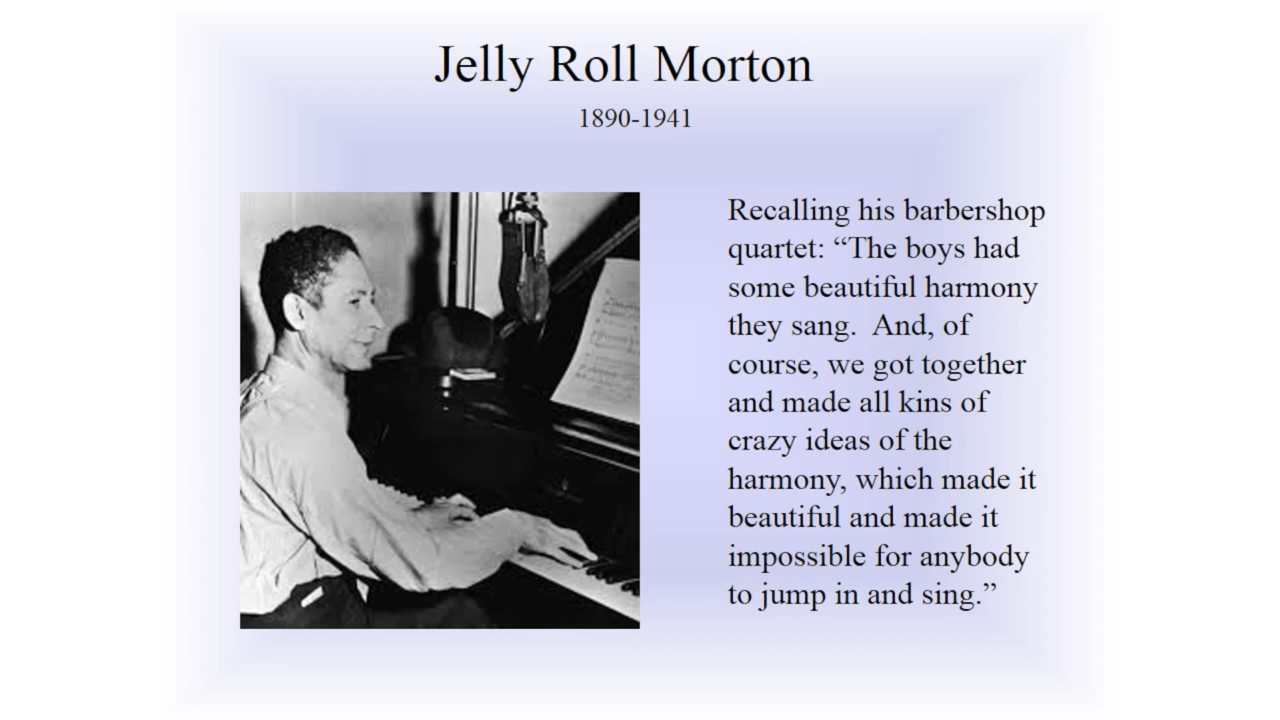 Jelly Roll Morton
1890-1941
Recalling his barbershop
quartet: “The boys had
some beautiful harmony
they sang.  And, of
course, we got together
and made all kins of
crazy ideas of the
harmony, which made it
beautiful and made it
impossible for anybody
to jump in and sing.”